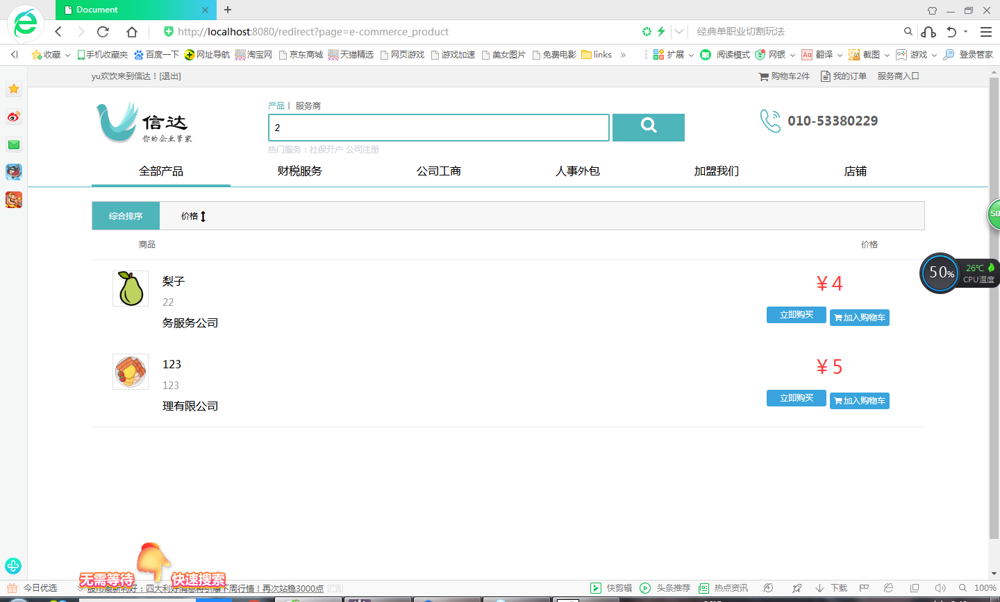 Document
http://localhost:8080/redirect?page=e-commerce_product
经典单职业切割玩法
收藏 手机收藏夹 百度一下 网址导航 淘宝网 京东商城 天猫精选 网页游戏 游戏加速 美女图片 免费电影 links » 扩展 阅读模式 网银 Aa 翻译 截图 游戏 登录管家
yu欢饮来到信达！[退出]
购物车2件 我的订单 服务商入口
产品 | 服务商
信达
你的企业管家
2
010-53380229
热门服务：社保开户 公司注册
全部产品 财税服务 公司工商 人事外包 加盟我们 店铺
综合排序 价格
商品 价格
梨子
22
务服务公司
¥ 4
立即购买 加入购物车
123
123
理有限公司
¥ 5
立即购买 加入购物车
50
50%
26℃
CPU温度
无需等待 快速搜索
今日优选
股市最新利好：四大利好消息将引爆下周行情！再次站稳3000点 广告
快剪辑 头条推荐 热点资讯 下载 100%